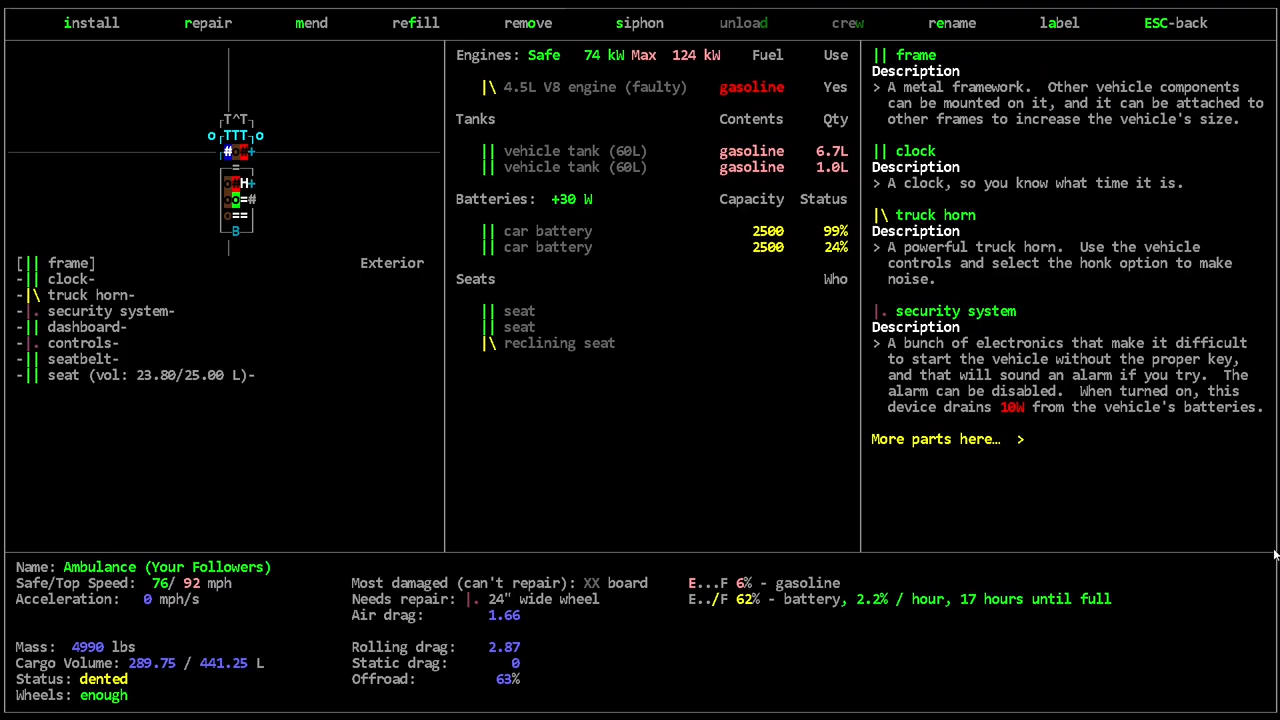 install repair mend refill remove siphon unload crew rename label ESC-back
Engines: Safe 74 kW Max 124 kW Fuel Use
|\ 4.5L V8 engine (faulty) gasoline Yes
Tanks Contents Qty
|| vehicle tank (60L) gasoline 6.7L
|| vehicle tank (60L) gasoline 1.0L
Batteries: +30 W Capacity Status
|| car battery 2500 99%
|| car battery 2500 24%
Seats Who
|| seat
|| seat
|\ reclining seat
|| frame
Description
> A metal framework. Other vehicle components
can be mounted on it, and it can be attached to
other frames to increase the vehicle's size.
|| clock
Description
> A clock, so you know what time it is.
|\ truck horn
Description
> A powerful truck horn. Use the vehicle
controls and select the honk option to make
noise.
|. security system
Description
> A bunch of electronics that make it difficult
to start the vehicle without the proper key,
and that will sound an alarm if you try. The
alarm can be disabled. When turned on, this
device drains 10W from the vehicle's batteries.
More parts here… >
[|| frame] Exterior
-|| clock-
-|\ truck horn-
-|. security system-
-|| dashboard-
-|. controls-
-|| seatbelt-
-|| seat (vol: 23.80/25.00 L)-
Name: Ambulance (Your Followers)
Safe/Top Speed: 76/ 92 mph
Acceleration: 0 mph/s
Mass: 4990 lbs
Cargo Volume: 289.75 / 441.25 L
Status: dented
Wheels: enough
Most damaged (can't repair): XX board
Needs repair: |. 24" wide wheel
Air drag: 1.66
Rolling drag: 2.87
Static drag: 0
Offroad: 63%
E...F 6% - gasoline
E../F 62% - battery, 2.2% / hour, 17 hours until full